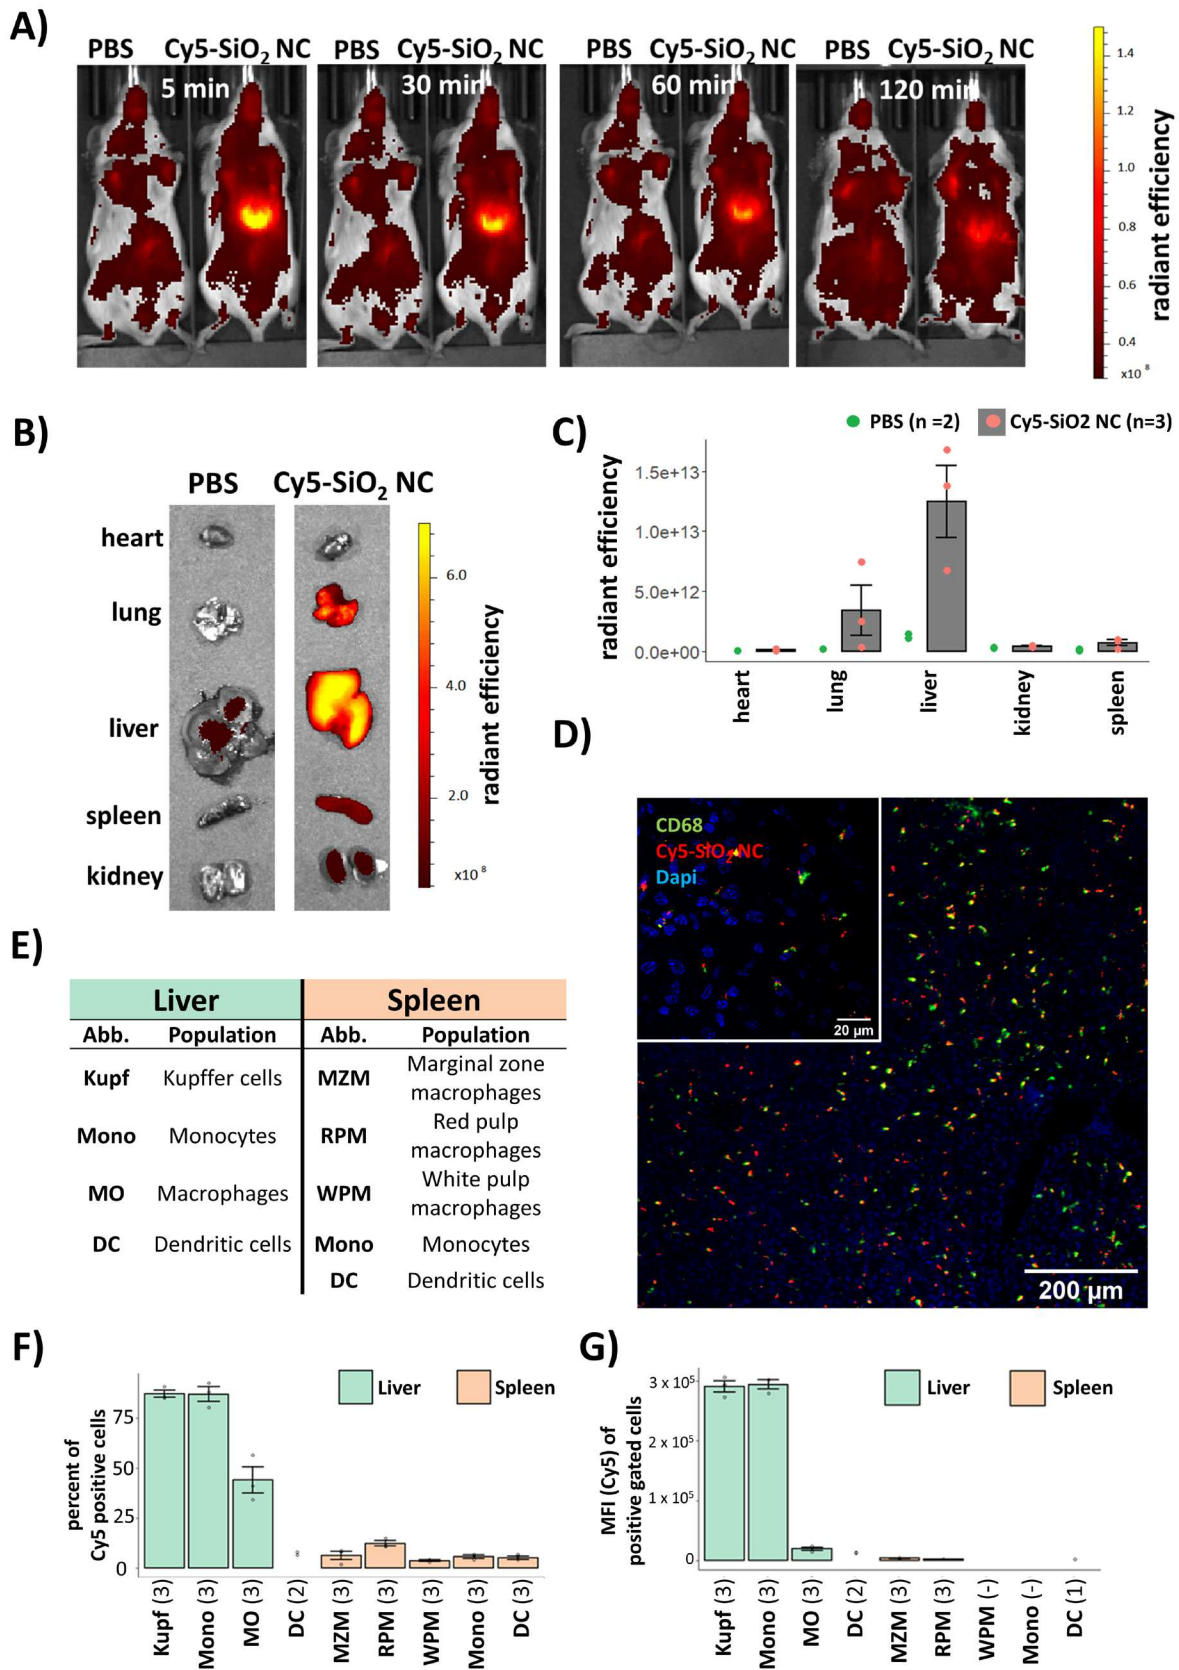 A)
PBS Cy5-SiO2 NC PBS Cy5-SiO2 NC PBS Cy5-SiO2 NC PBS Cy5-SiO2 NC
5 min 30 min 60 min 120 min
1.4
1.2
1.0
0.8
0.6
0.4
x10 8
radiant efficiency
B)
PBS Cy5-SiO2 NC
heart
lung
liver
spleen
kidney
6.0
4.0
2.0
x10 8
radiant efficiency
C)
PBS (n =2) Cy5-SiO2 NC (n=3)
radiant efficiency
1.5e+13
1.0e+13
5.0e+12
0.0e+00
heart
lung
liver
kidney
spleen
D)
CD68
Cy5-SiO2 NC
Dapi
20 µm
200 µm
E)
Liver Spleen
Abb. Population Abb. Population
Kupf Kupffer cells MZM Marginal zone
macrophages
Mono Monocytes RPM Red pulp
macrophages
MO Macrophages WPM White pulp
macrophages
DC Dendritic cells Mono Monocytes
DC Dendritic cells
F)
Liver Spleen
percent of
Cy5 positive cells
75
50
25
0
Kupf (3)
Mono (3)
MO (3)
DC (2)
MZM (3)
RPM (3)
WPM (3)
Mono (3)
DC (3)
G)
Liver Spleen
MFI (Cy5) of
positive gated cells
3 x 10⁵
2 x 10⁵
1 x 10⁵
0
Kupf (3)
Mono (3)
MO (3)
DC (2)
MZM (3)
RPM (3)
WPM (-)
Mono (-)
DC (1)